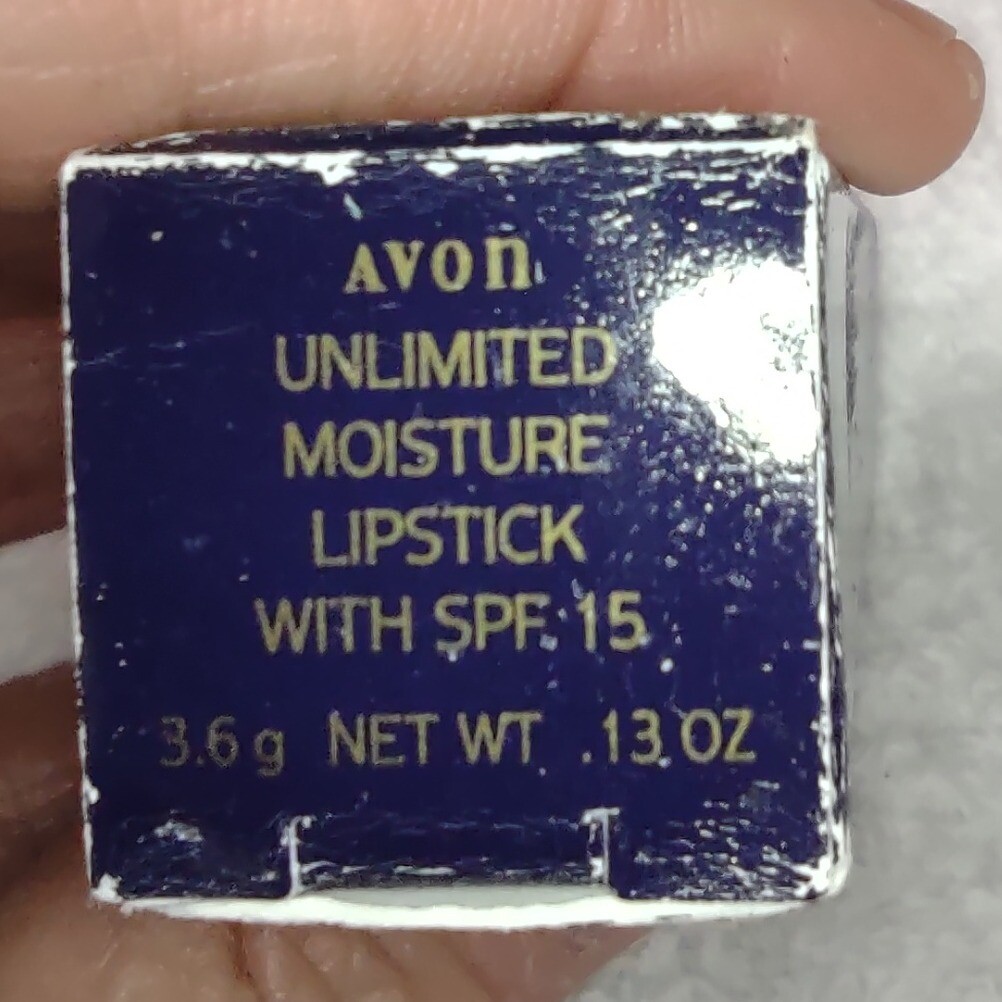 AVON
UNLIMITED
MOISTURE
LIPSTICK
WITH SPF 15
3.6 g NET WT .13 OZ